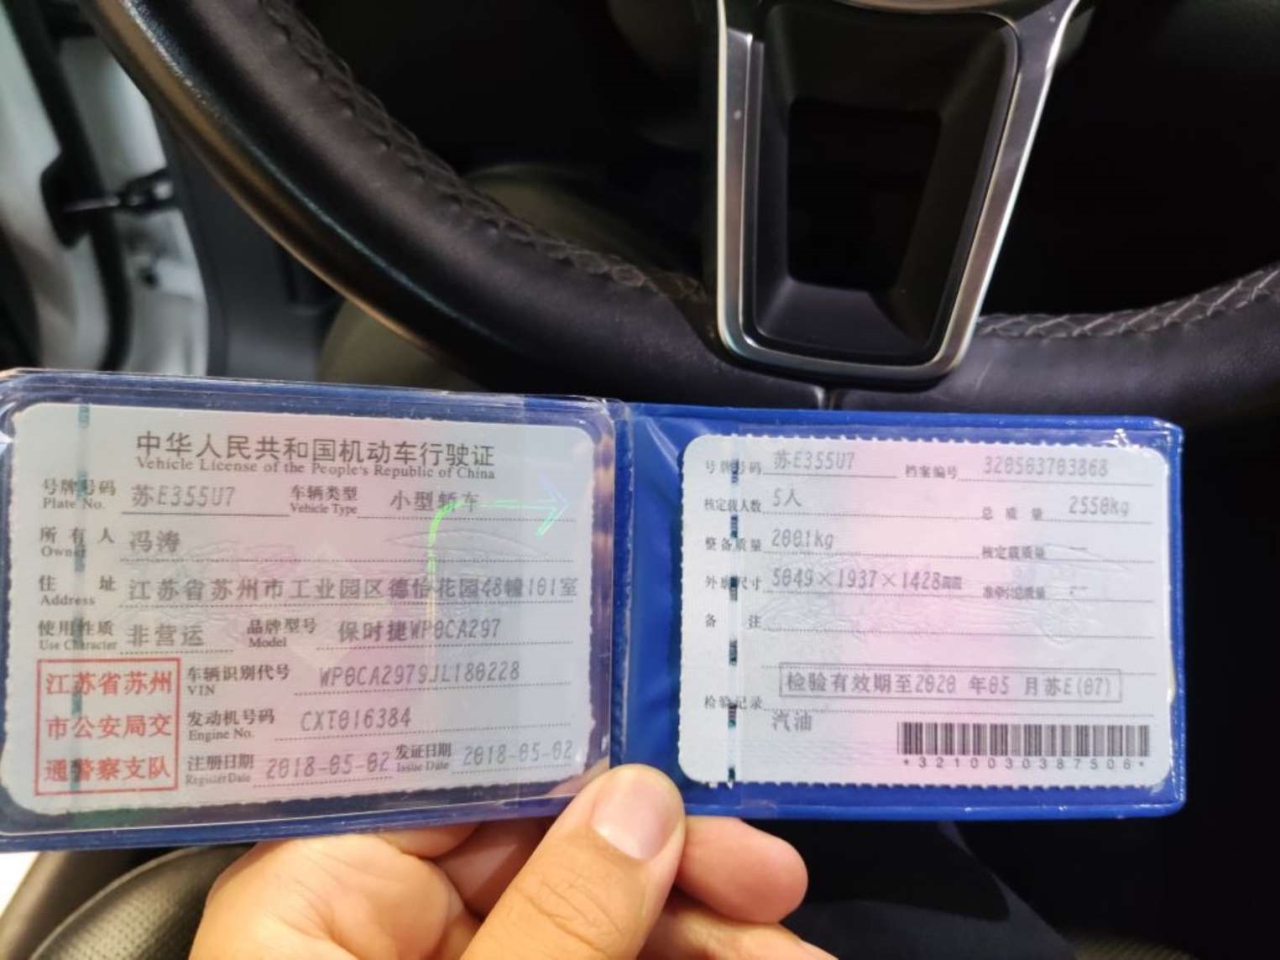 中华人民共和国机动车行驶证
Vehicle License of the People's Republic of China
号牌号码 苏E355U7 车辆类型 小型轿车
Plate No. Vehicle Type
所有人 冯涛
Owner
住址 江苏省苏州市工业园区德怡花园48幢101室
Address
使用性质 非营运 品牌型号 保时捷WP0CA297
Use Character Model
江苏省苏州
市公安局交
通警察支队
车辆识别代号 WP0CA2979JL180228
VIN
发动机号码 CXT016384
Engine No.
注册日期 2018-05-02 发证日期 2018-05-02
Register Date Issue Date
号牌号码 苏E355U7 档案编号 320503703868
核定载人数 5人 总质量 2550kg
整备质量 2001kg 核定载质量 --
外廓尺寸 5049×1937×1428mm 准牵引总质量 --
备注
检验有效期至2020 年05 月苏E(07)
检验记录
汽油
*3210030387506*